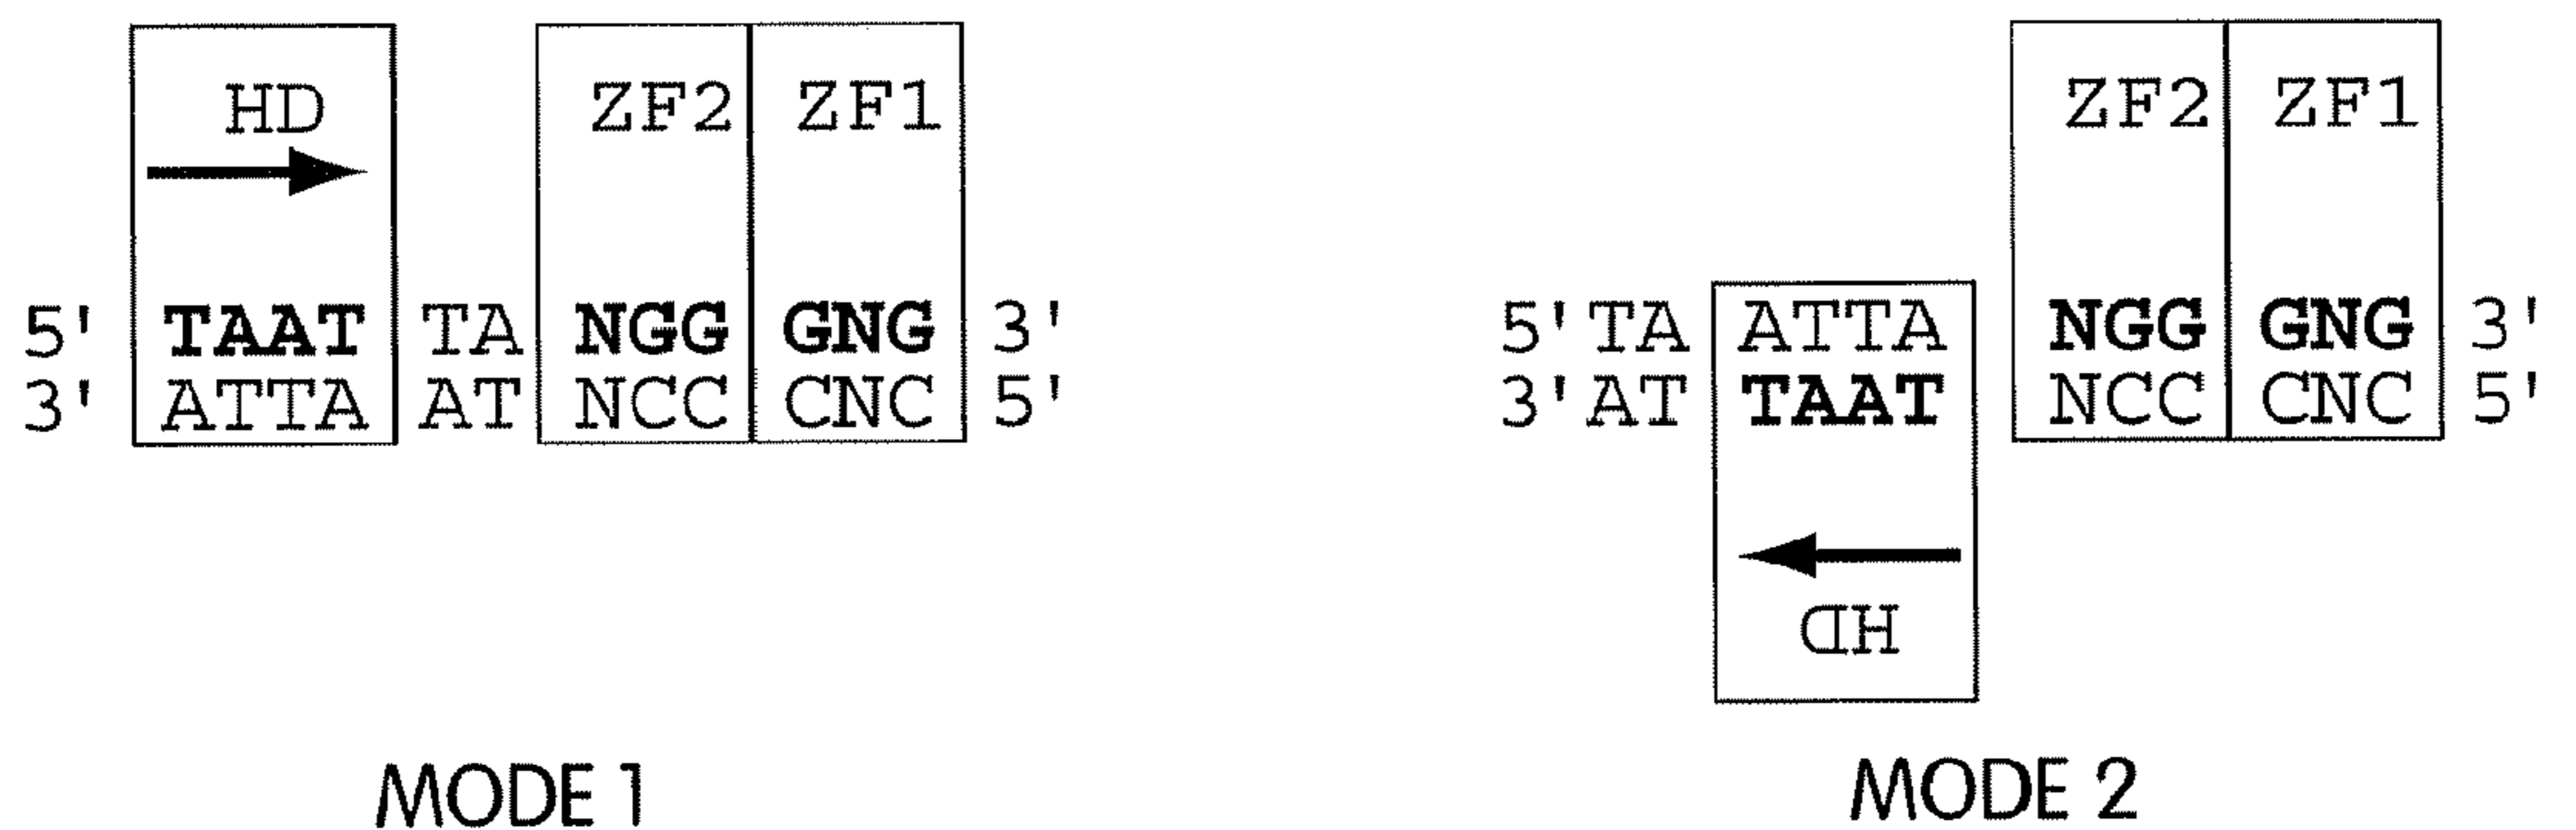 HD ZF2 ZF1
5' TAAT TA NGG GNG 3'
3' ATTA AT NCC CNC 5'
MODE 1
ZF2 ZF1
5' TA ATTA NGG GNG 3'
3' AT TAAT NCC CNC 5'
HD
MODE 2